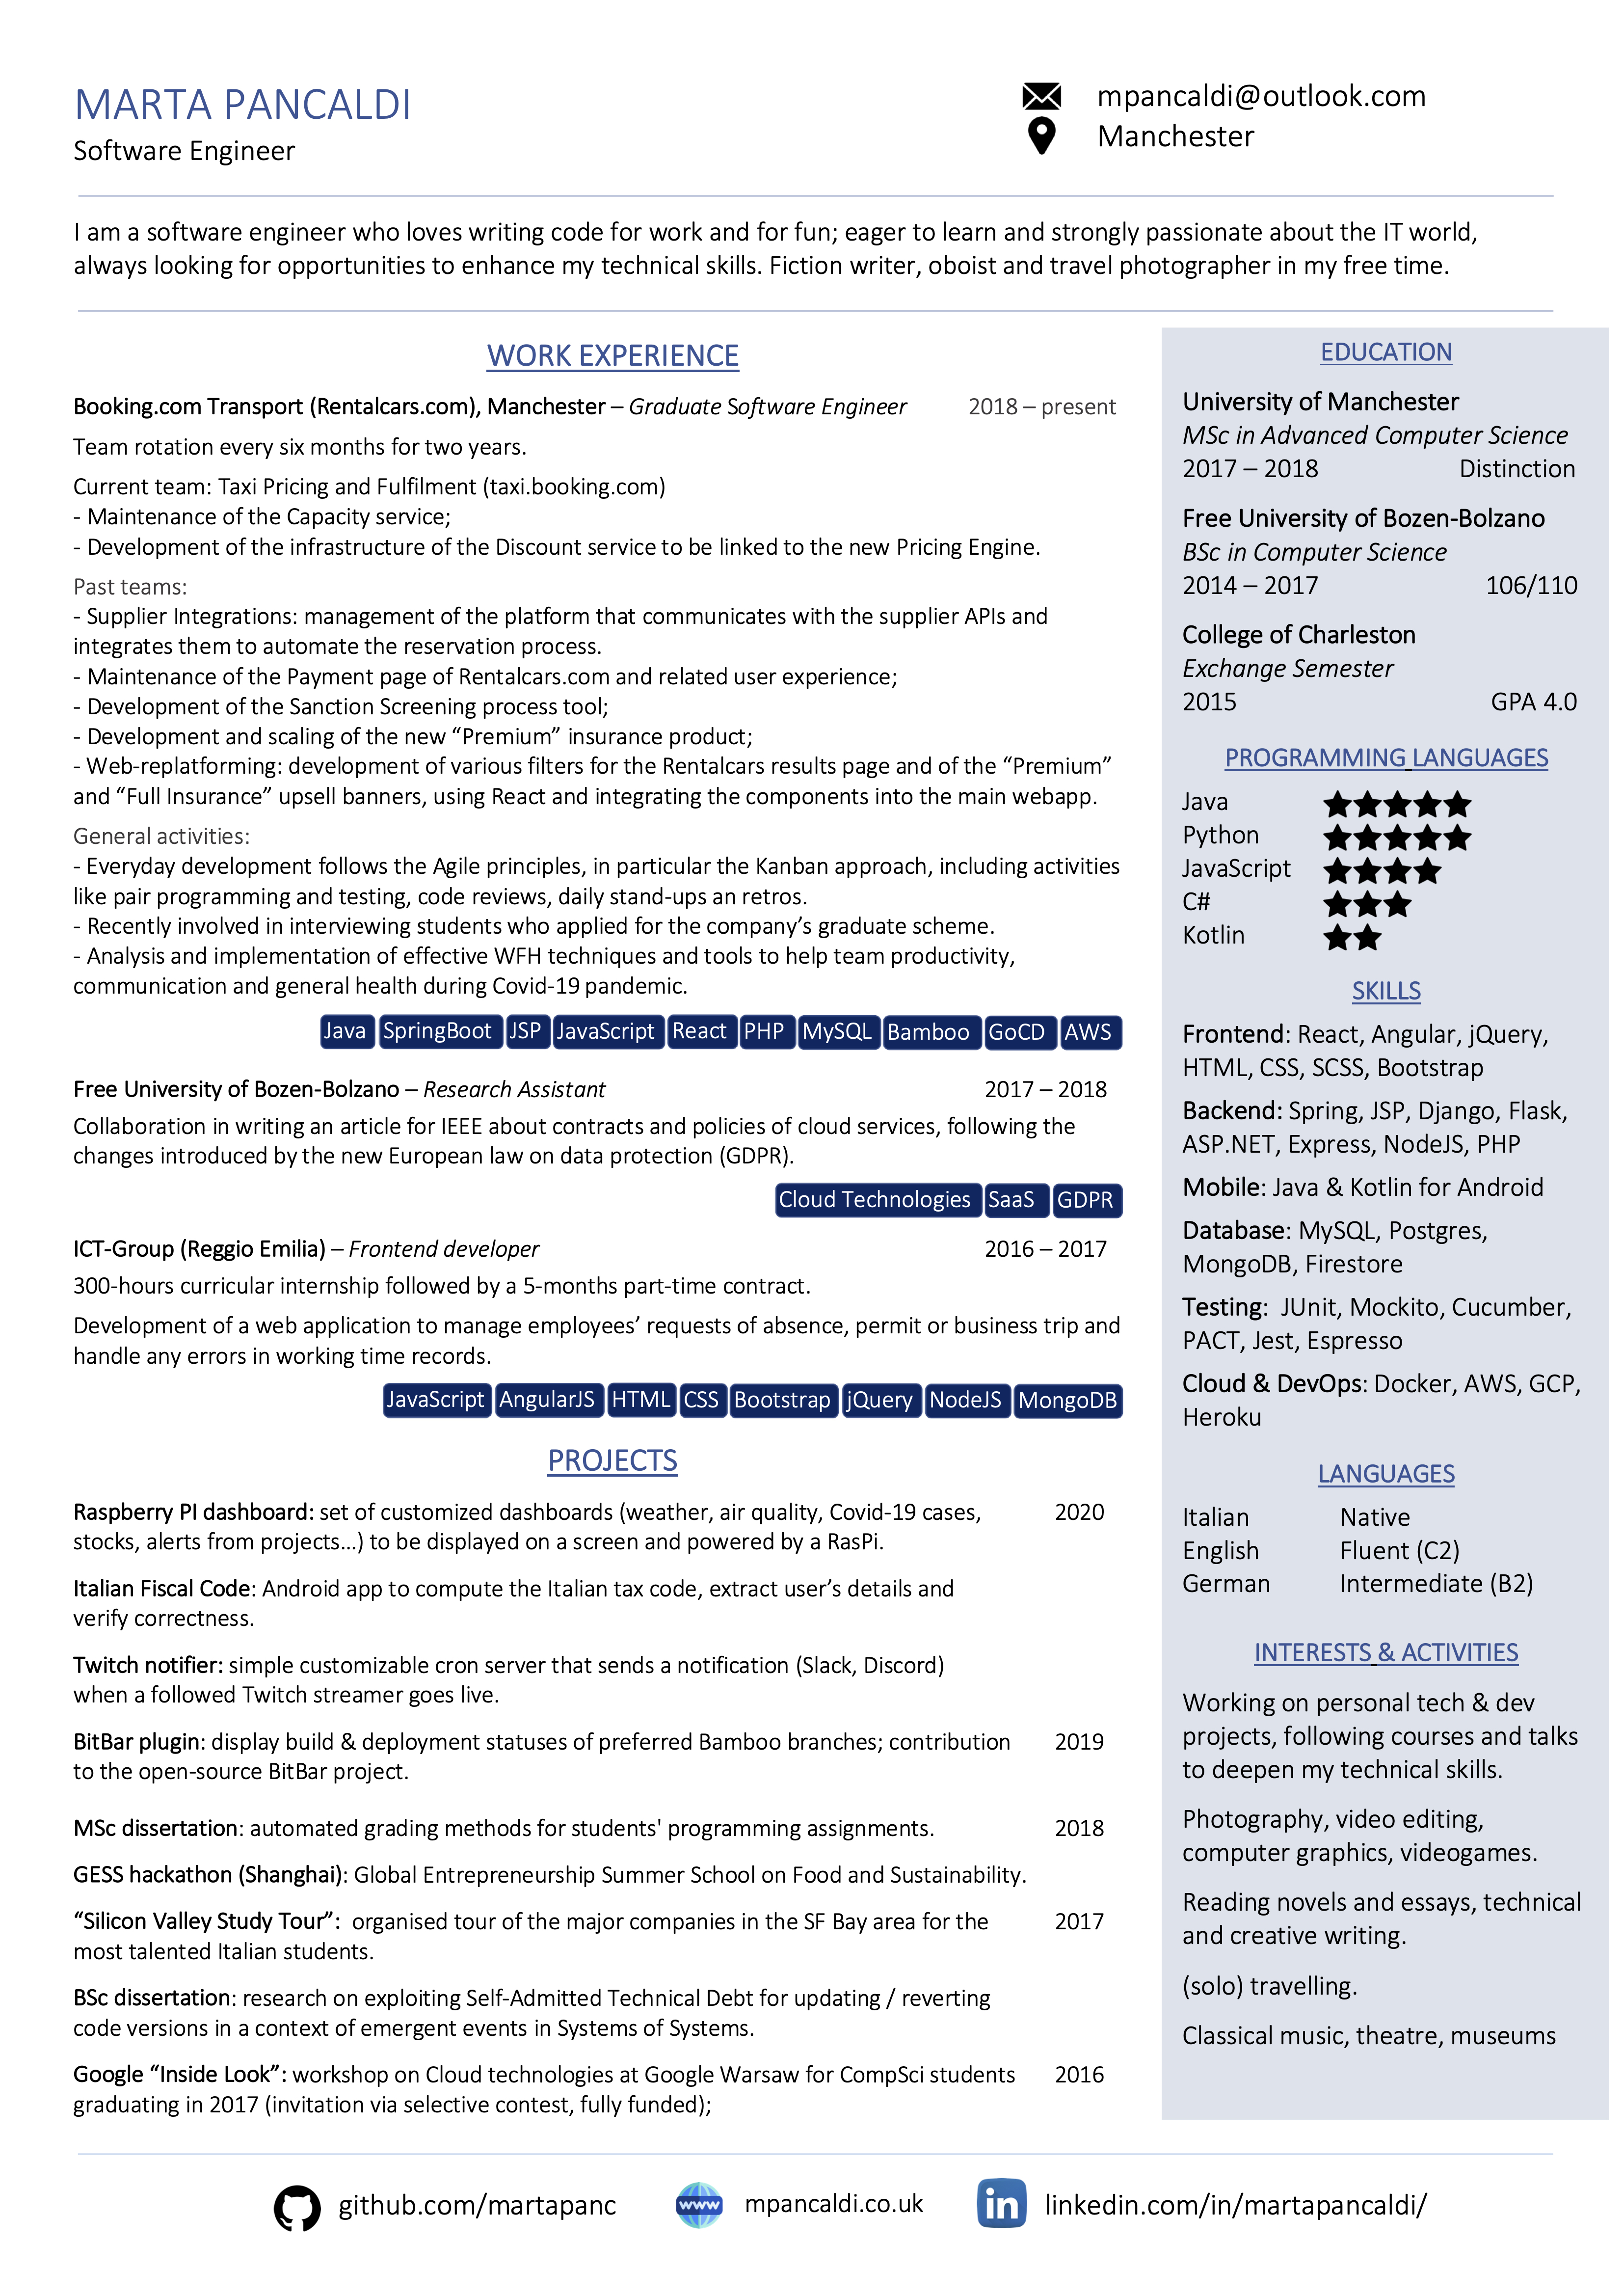 MARTA PANCALDI
Software Engineer
mpancaldi@outlook.com
Manchester
I am a software engineer who loves writing code for work and for fun; eager to learn and strongly passionate about the IT world,
always looking for opportunities to enhance my technical skills. Fiction writer, oboist and travel photographer in my free time.
WORK EXPERIENCE
Booking.com Transport (Rentalcars.com), Manchester – Graduate Software Engineer 2018 – present
Team rotation every six months for two years.
Current team: Taxi Pricing and Fulfilment (taxi.booking.com)
- Maintenance of the Capacity service;
- Development of the infrastructure of the Discount service to be linked to the new Pricing Engine.
Past teams:
- Supplier Integrations: management of the platform that communicates with the supplier APIs and
integrates them to automate the reservation process.
- Maintenance of the Payment page of Rentalcars.com and related user experience;
- Development of the Sanction Screening process tool;
- Development and scaling of the new “Premium” insurance product;
- Web-replatforming: development of various filters for the Rentalcars results page and of the “Premium”
and “Full Insurance” upsell banners, using React and integrating the components into the main webapp.
General activities:
- Everyday development follows the Agile principles, in particular the Kanban approach, including activities
like pair programming and testing, code reviews, daily stand-ups an retros.
- Recently involved in interviewing students who applied for the company’s graduate scheme.
- Analysis and implementation of effective WFH techniques and tools to help team productivity,
communication and general health during Covid-19 pandemic.
Java SpringBoot JSP JavaScript React PHP MySQL Bamboo GoCD AWS
Free University of Bozen-Bolzano – Research Assistant 2017 – 2018
Collaboration in writing an article for IEEE about contracts and policies of cloud services, following the
changes introduced by the new European law on data protection (GDPR).
Cloud Technologies SaaS GDPR
ICT-Group (Reggio Emilia) – Frontend developer 2016 – 2017
300-hours curricular internship followed by a 5-months part-time contract.
Development of a web application to manage employees’ requests of absence, permit or business trip and
handle any errors in working time records.
JavaScript AngularJS HTML CSS Bootstrap jQuery NodeJS MongoDB
PROJECTS
Raspberry PI dashboard: set of customized dashboards (weather, air quality, Covid-19 cases, 2020
stocks, alerts from projects…) to be displayed on a screen and powered by a RasPi.
Italian Fiscal Code: Android app to compute the Italian tax code, extract user’s details and
verify correctness.
Twitch notifier: simple customizable cron server that sends a notification (Slack, Discord)
when a followed Twitch streamer goes live.
BitBar plugin: display build & deployment statuses of preferred Bamboo branches; contribution 2019
to the open-source BitBar project.
MSc dissertation: automated grading methods for students' programming assignments. 2018
GESS hackathon (Shanghai): Global Entrepreneurship Summer School on Food and Sustainability.
“Silicon Valley Study Tour”: organised tour of the major companies in the SF Bay area for the 2017
most talented Italian students.
BSc dissertation: research on exploiting Self-Admitted Technical Debt for updating / reverting
code versions in a context of emergent events in Systems of Systems.
Google “Inside Look”: workshop on Cloud technologies at Google Warsaw for CompSci students 2016
graduating in 2017 (invitation via selective contest, fully funded);
EDUCATION
University of Manchester
MSc in Advanced Computer Science
2017 – 2018 Distinction
Free University of Bozen-Bolzano
BSc in Computer Science
2014 – 2017 106/110
College of Charleston
Exchange Semester
2015 GPA 4.0
PROGRAMMING LANGUAGES
Java ★★★★★
Python ★★★★★
JavaScript ★★★★
C# ★★★
Kotlin ★★
SKILLS
Frontend: React, Angular, jQuery,
HTML, CSS, SCSS, Bootstrap
Backend: Spring, JSP, Django, Flask,
ASP.NET, Express, NodeJS, PHP
Mobile: Java & Kotlin for Android
Database: MySQL, Postgres,
MongoDB, Firestore
Testing: JUnit, Mockito, Cucumber,
PACT, Jest, Espresso
Cloud & DevOps: Docker, AWS, GCP,
Heroku
LANGUAGES
Italian Native
English Fluent (C2)
German Intermediate (B2)
INTERESTS & ACTIVITIES
Working on personal tech & dev
projects, following courses and talks
to deepen my technical skills.
Photography, video editing,
computer graphics, videogames.
Reading novels and essays, technical
and creative writing.
(solo) travelling.
Classical music, theatre, museums
github.com/martapanc
www
mpancaldi.co.uk
in
linkedin.com/in/martapancaldi/